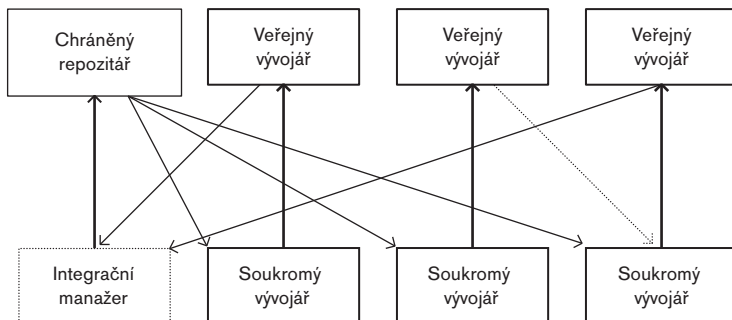 Chráněný
repozitář
Veřejný
vývojář
Veřejný
vývojář
Veřejný
vývojář
Integrační
manažer
Soukromý
vývojář
Soukromý
vývojář
Soukromý
vývojář